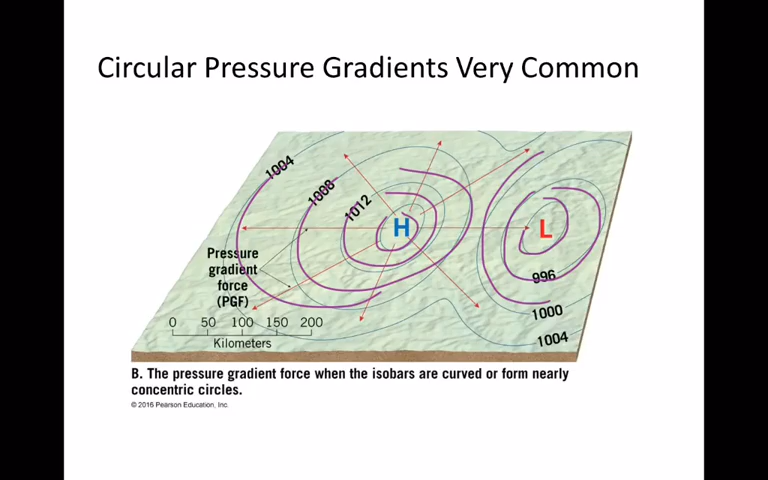 Circular Pressure Gradients Very Common
1004
1008
1012
H
L
Pressure
gradient
force
(PGF)
996
1000
1004
0 50 100 150 200
Kilometers
B. The pressure gradient force when the isobars are curved or form nearly
concentric circles.
© 2016 Pearson Education, Inc.